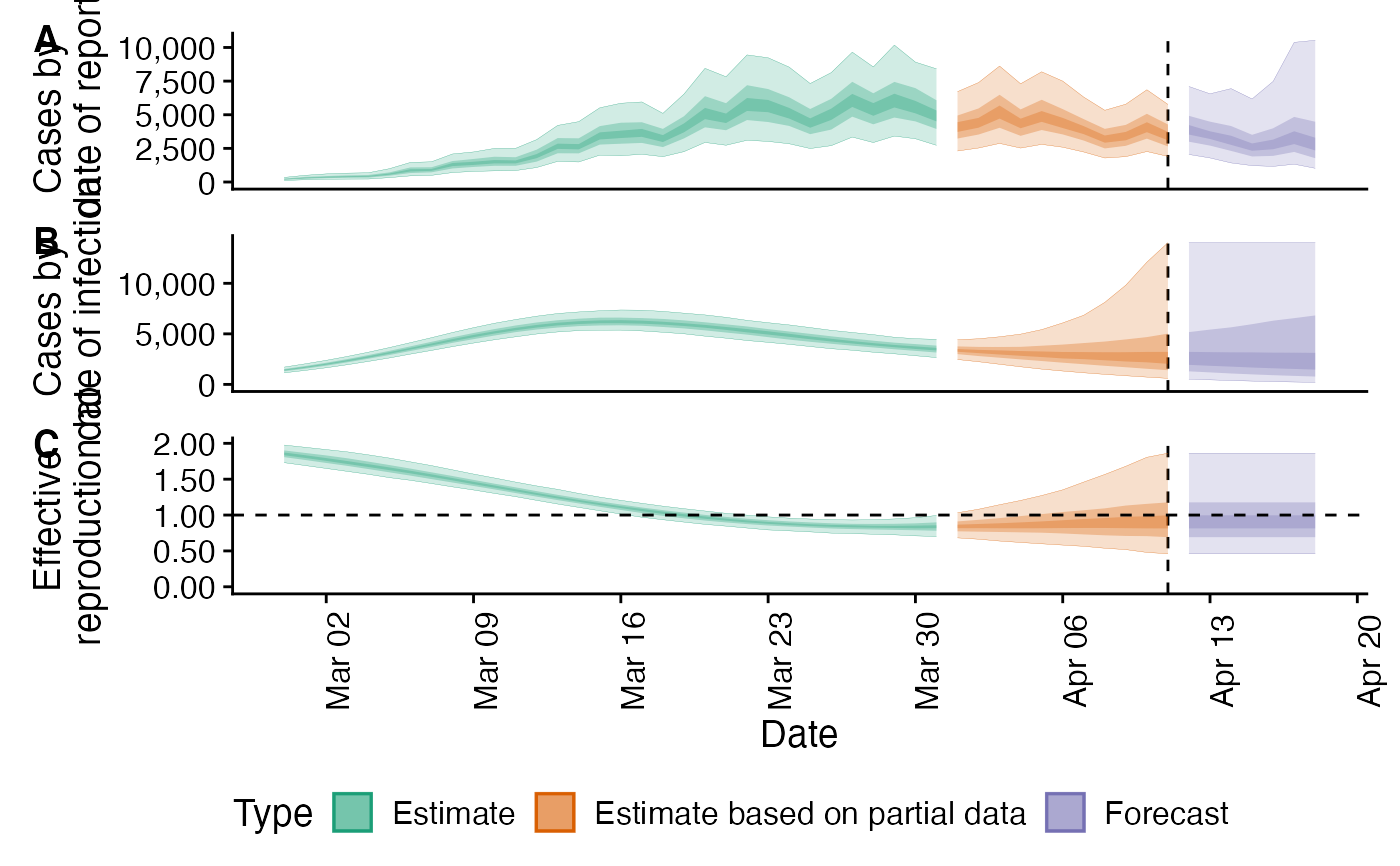 A
Cases by
date of report
10,000
7,500
5,000
2,500
0
B
Cases by
date of infection
10,000
5,000
0
C
Effective
reproduction no.
2.00
1.50
1.00
0.50
0.00
Mar 02
Mar 09
Mar 16
Mar 23
Mar 30
Apr 06
Apr 13
Apr 20
Date
Type
Estimate
Estimate based on partial data
Forecast